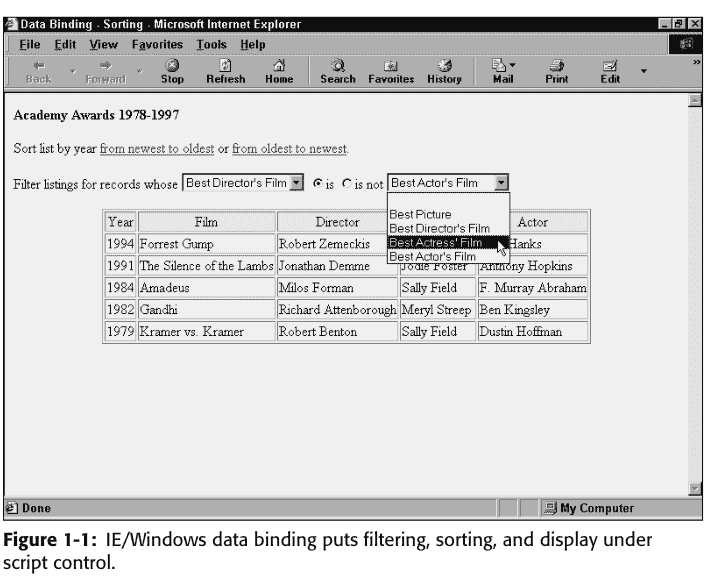 Data Binding - Sorting - Microsoft Internet Explorer
File Edit View Favorites Tools Help
Back Forward Stop Refresh Home Search Favorites History Mail Print Edit
Academy Awards 1978-1997
Sort list by year from newest to oldest or from oldest to newest.
Filter listings for records whose Best Director's Film is is not Best Actor's Film
Best Picture
Best Director's Film
Best Actress' Film
Best Actor's Film
Year Film Director Actor
1994 Forrest Gump Robert Zemeckis Hanks
1991 The Silence of the Lambs Jonathan Demme Jodie Foster Anthony Hopkins
1984 Amadeus Milos Forman Sally Field F. Murray Abraham
1982 Gandhi Richard Attenborough Meryl Streep Ben Kingsley
1979 Kramer vs. Kramer Robert Benton Sally Field Dustin Hoffman
Done My Computer
Figure 1-1: IE/Windows data binding puts filtering, sorting, and display under
script control.